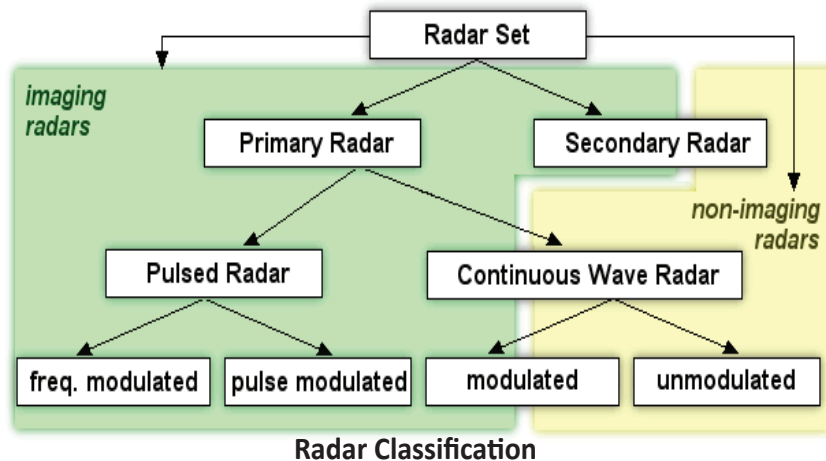 Radar Set
imaging
radars
Primary Radar
Secondary Radar
non-imaging
radars
Pulsed Radar
Continuous Wave Radar
freq. modulated
pulse modulated
modulated
unmodulated
Radar Classification